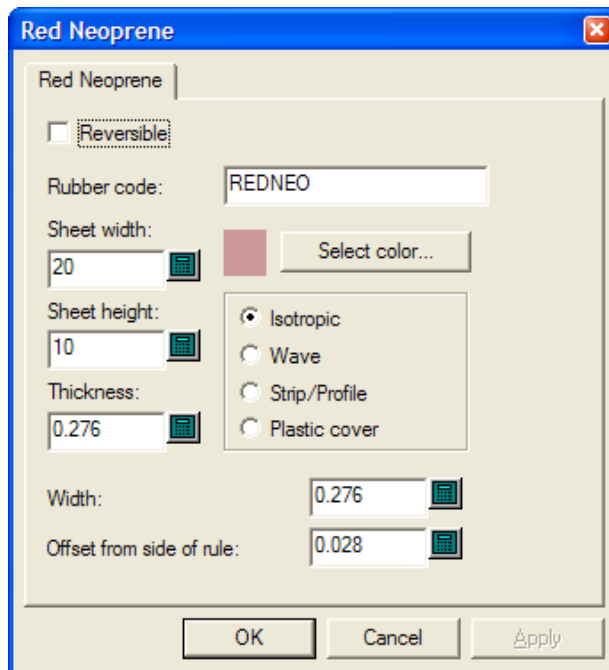 Red Neoprene
Red Neoprene
Reversible
Rubber code: REDNEO
Sheet width:
20
Select color...
Sheet height:
10
Isotropic
Wave
Thickness:
Strip/Profile
0.276
Plastic cover
Width: 0.276
Offset from side of rule: 0.028
OK Cancel Apply